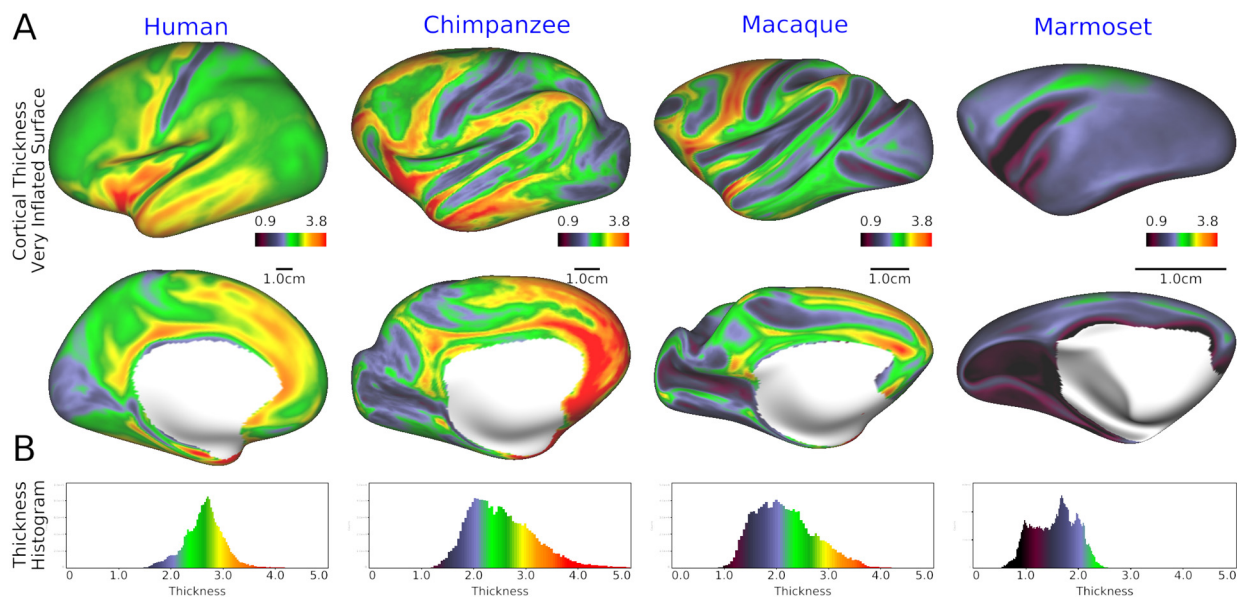 A
Human Chimpanzee Macaque Marmoset
Cortical Thickness
Very Inflated Surface
0.9 3.8 0.9 3.8 0.9 3.8 0.9 3.8
1.0cm 1.0cm 1.0cm 1.0cm
B
Thickness
Histogram
0 1.0 2.0 3.0 4.0 5.0 0 1.0 2.0 3.0 4.0 5.0 0.0 1.0 2.0 3.0 4.0 5.0 0 1.0 2.0 3.0 4.0 5.0
Thickness Thickness Thickness Thickness